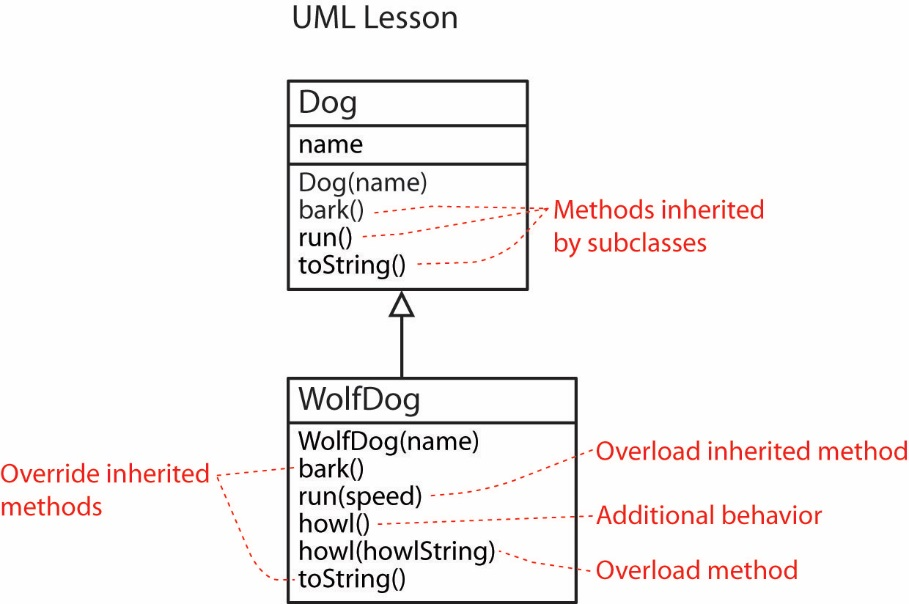 UML Lesson
Dog
name
Dog(name)
bark()
run()
toString()
Methods inherited
by subclasses
WolfDog
WolfDog(name)
bark()
run(speed)
howl()
howl(howlString)
toString()
Override inherited
methods
Overload inherited method
Additional behavior
Overload method